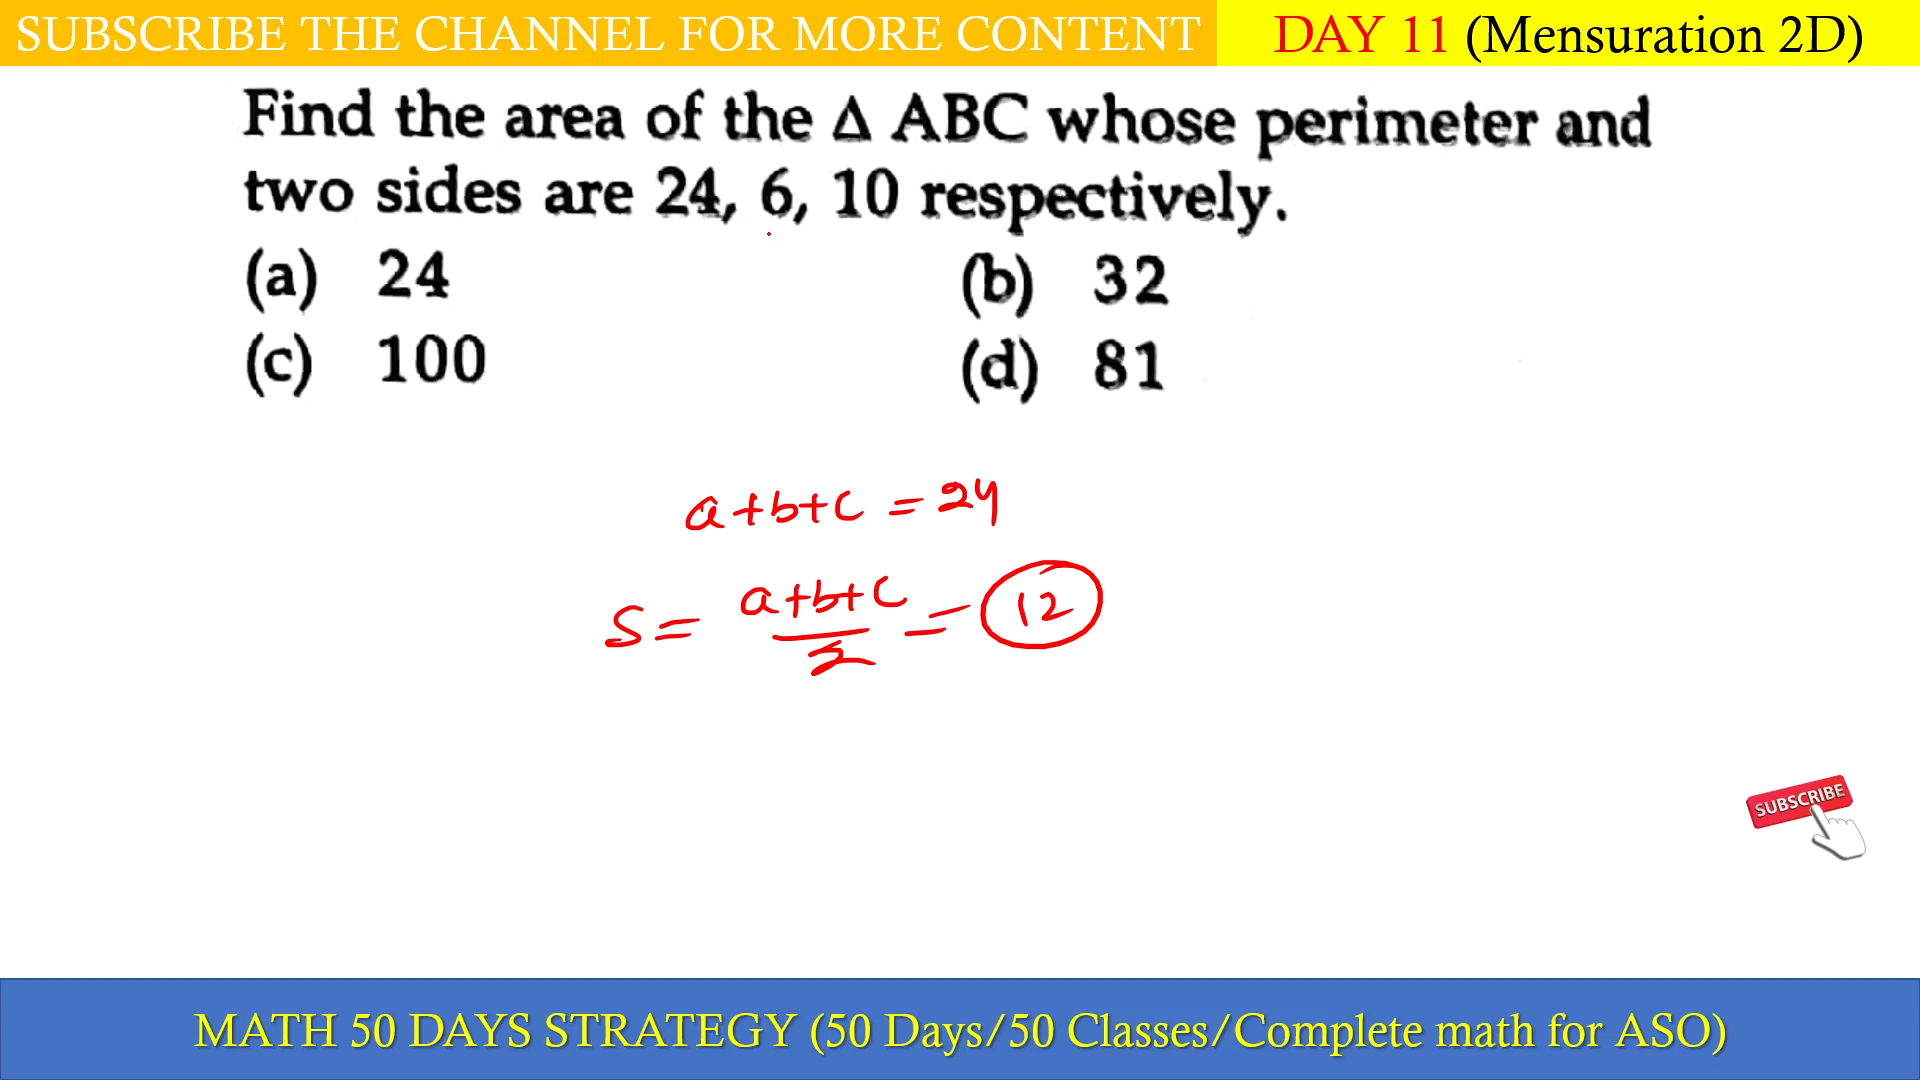 SUBSCRIBE THE CHANNEL FOR MORE CONTENT
DAY 11 (Mensuration 2D)
Find the area of the Δ ABC whose perimeter and
two sides are 24, 6, 10 respectively.
(a) 24 (b) 32
(c) 100 (d) 81
a+b+c = 24
S = a+b+c/2 = 12
SUBSCRIBE
MATH 50 DAYS STRATEGY (50 Days/50 Classes/Complete math for ASO)